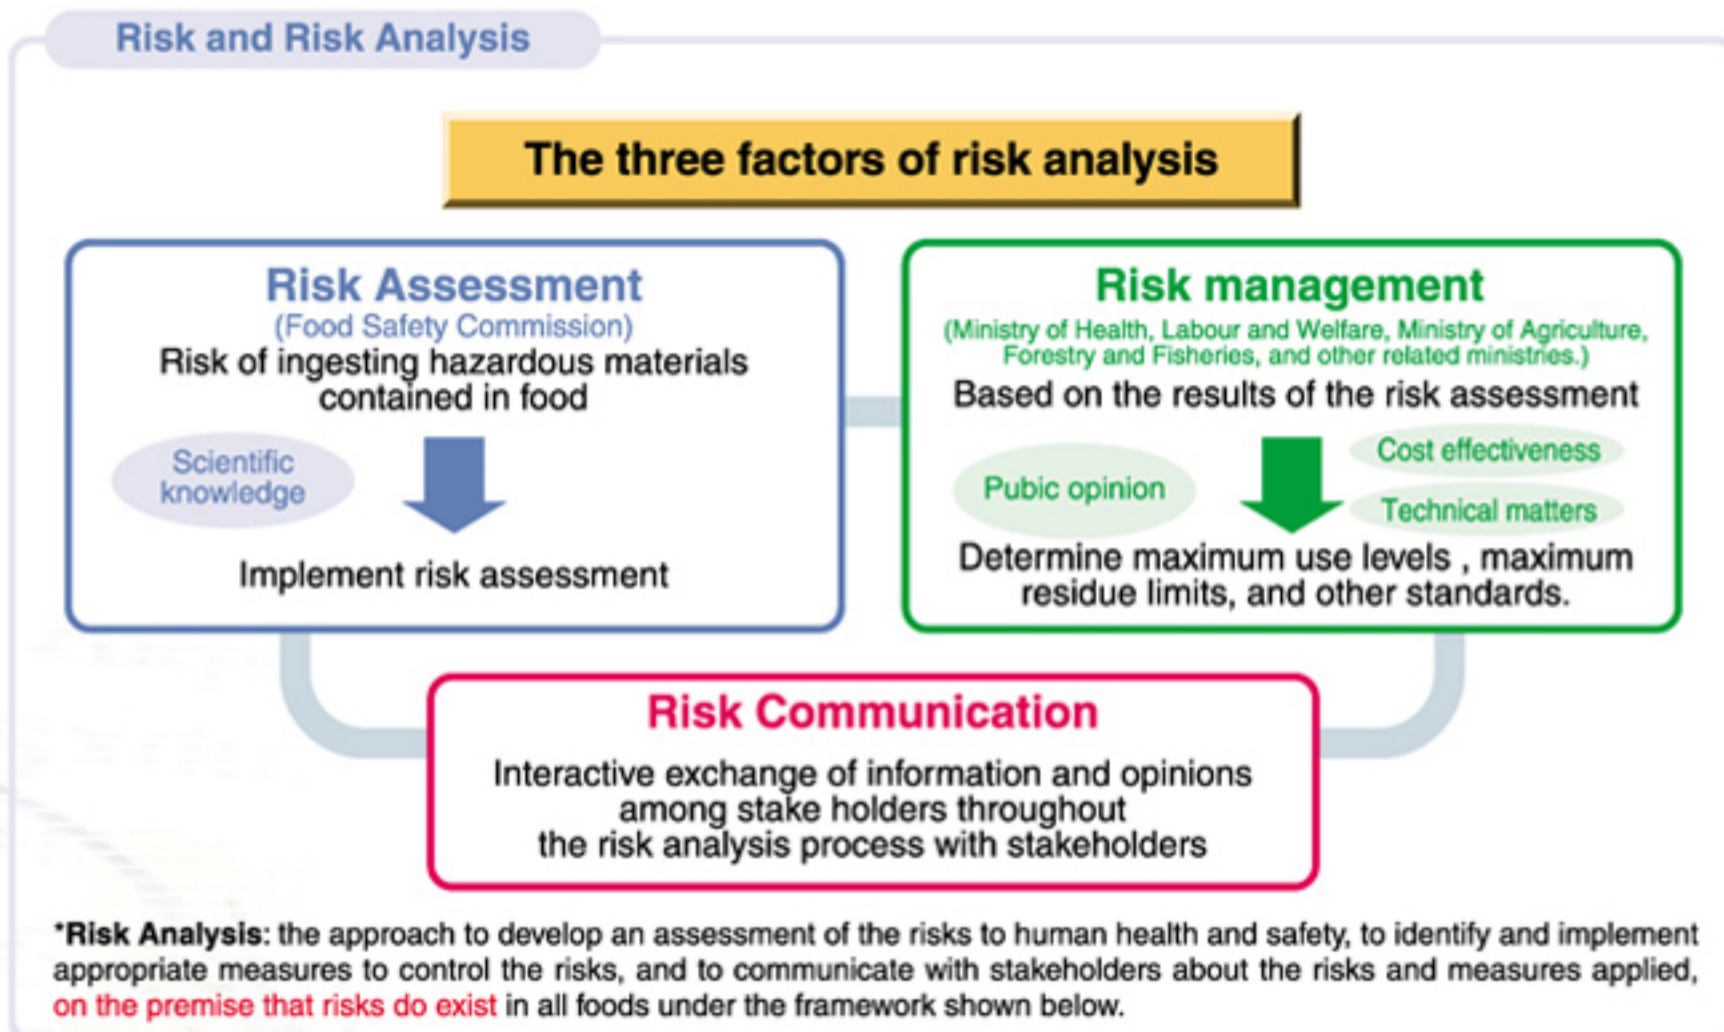 Risk and Risk Analysis
The three factors of risk analysis
Risk Assessment
(Food Safety Commission)
Risk of ingesting hazardous materials
contained in food
Scientific
knowledge
Implement risk assessment
Risk management
(Ministry of Health, Labour and Welfare, Ministry of Agriculture,
Forestry and Fisheries, and other related ministries.)
Based on the results of the risk assessment
Pubic opinion
Cost effectiveness
Technical matters
Determine maximum use levels , maximum
residue limits, and other standards.
Risk Communication
Interactive exchange of information and opinions
among stake holders throughout
the risk analysis process with stakeholders
*Risk Analysis: the approach to develop an assessment of the risks to human health and safety, to identify and implement
appropriate measures to control the risks, and to communicate with stakeholders about the risks and measures applied,
on the premise that risks do exist in all foods under the framework shown below.